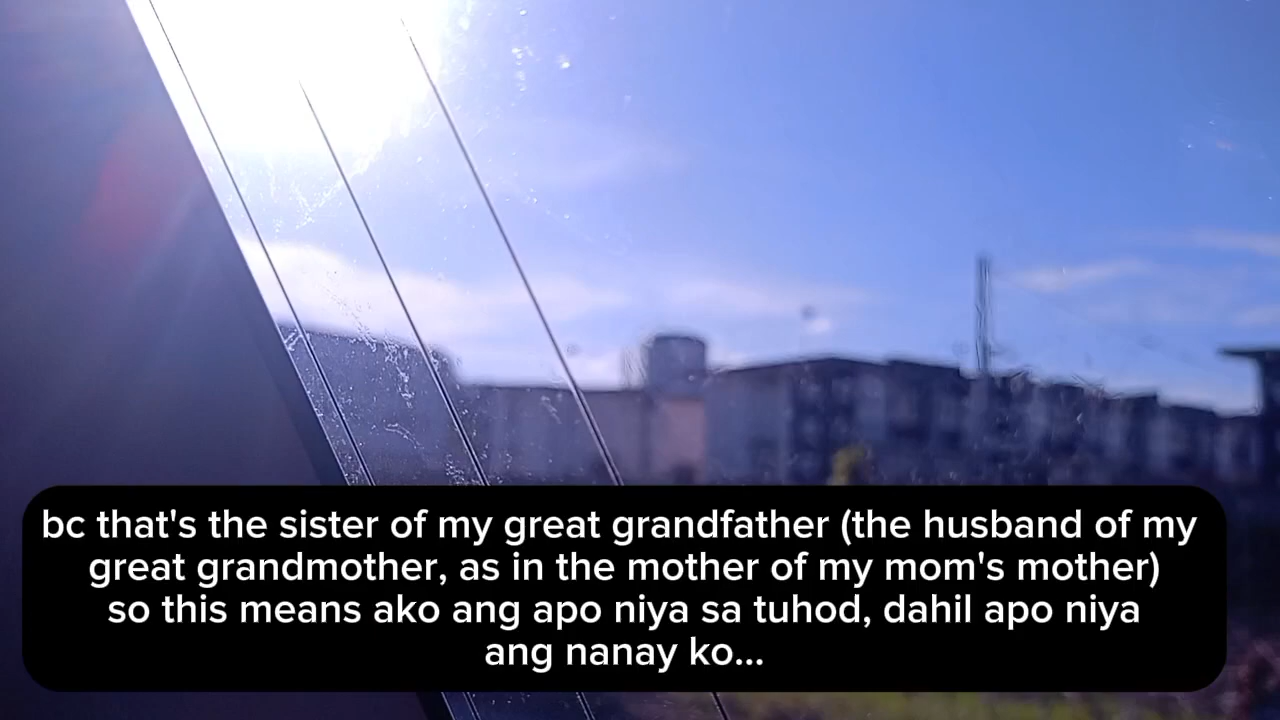 bc that's the sister of my great grandfather (the husband of my
great grandmother, as in the mother of my mom's mother)
so this means ako ang apo niya sa tuhod, dahil apo niya
ang nanay ko...